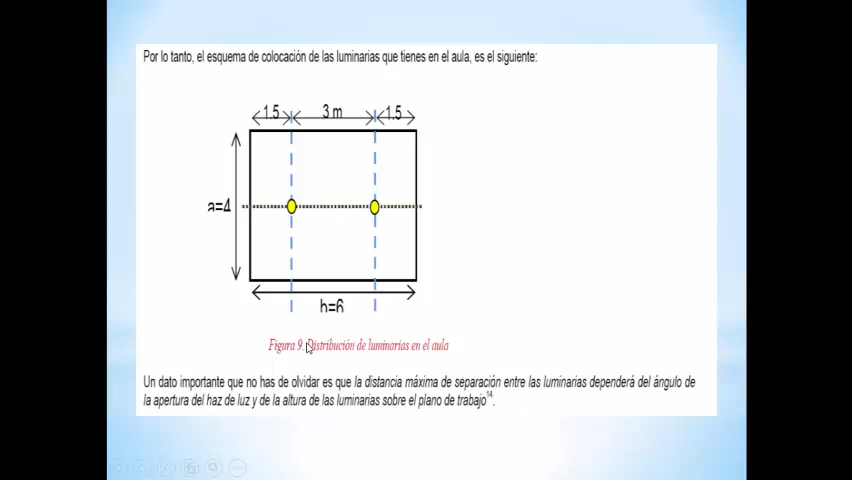 Por lo tanto, el esquema de colocación de las luminarias que tienes en el aula, es el siguiente:
1.5 3 m 1.5
a=4
b=6
Figura 9. Distribución de luminarias en el aula
Un dato importante que no has de olvidar es que la distancia máxima de separación entre las luminarias dependerá del ángulo de
la apertura del haz de luz y de la altura de las luminarias sobre el plano de trabajo14.